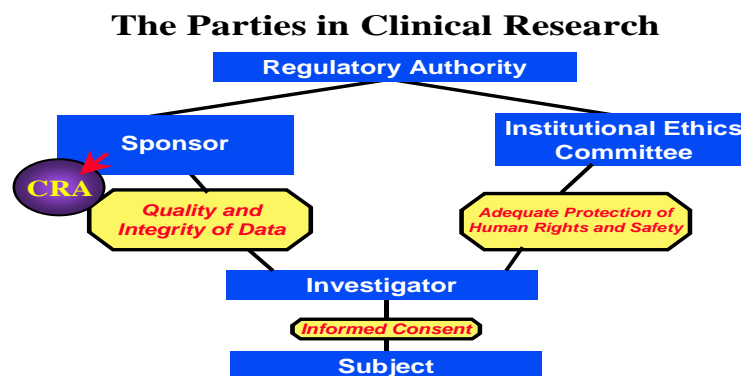 The Parties in Clinical Research
Regulatory Authority
Sponsor
Institutional Ethics
Committee
CRA
Quality and
Integrity of Data
Adequate Protection of
Human Rights and Safety
Investigator
Informed Consent
Subject